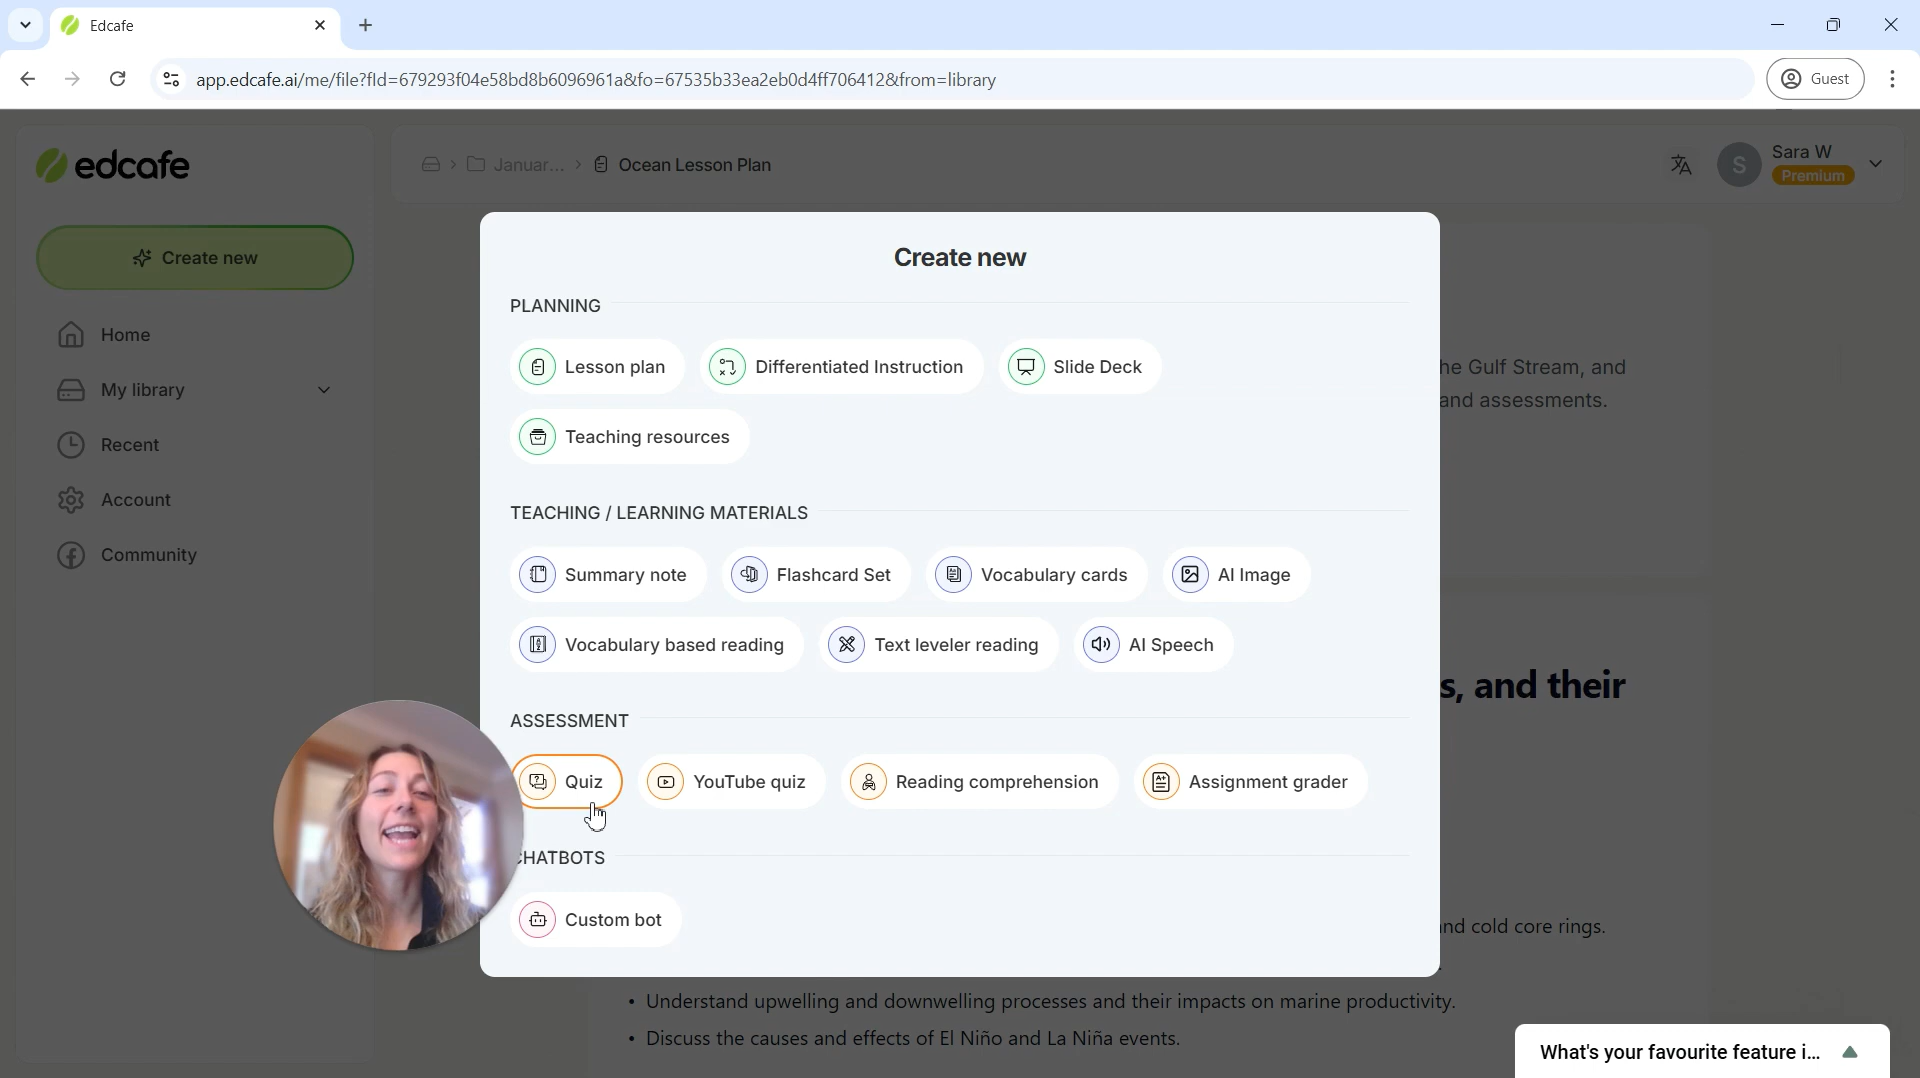 Edcafe
app.edcafe.ai/me/file?fId=679293f04e58bd8b6096961a&fo=67535b33ea2eb0d4ff706412&from=library
Guest
edcafe
Januar...
Ocean Lesson Plan
S
Sara W
Premium
Create new
Home
My library
Recent
Account
Community
Create new
PLANNING
Lesson plan
Differentiated Instruction
Slide Deck
Teaching resources
TEACHING / LEARNING MATERIALS
Summary note
Flashcard Set
Vocabulary cards
AI Image
Vocabulary based reading
Text leveler reading
AI Speech
ASSESSMENT
Quiz
YouTube quiz
Reading comprehension
Assignment grader
HATBOTS
Custom bot
he Gulf Stream, and
and assessments.
s, and their
nd cold core rings.
• Understand upwelling and downwelling processes and their impacts on marine productivity.
• Discuss the causes and effects of El Niño and La Niña events.
What's your favourite feature i...